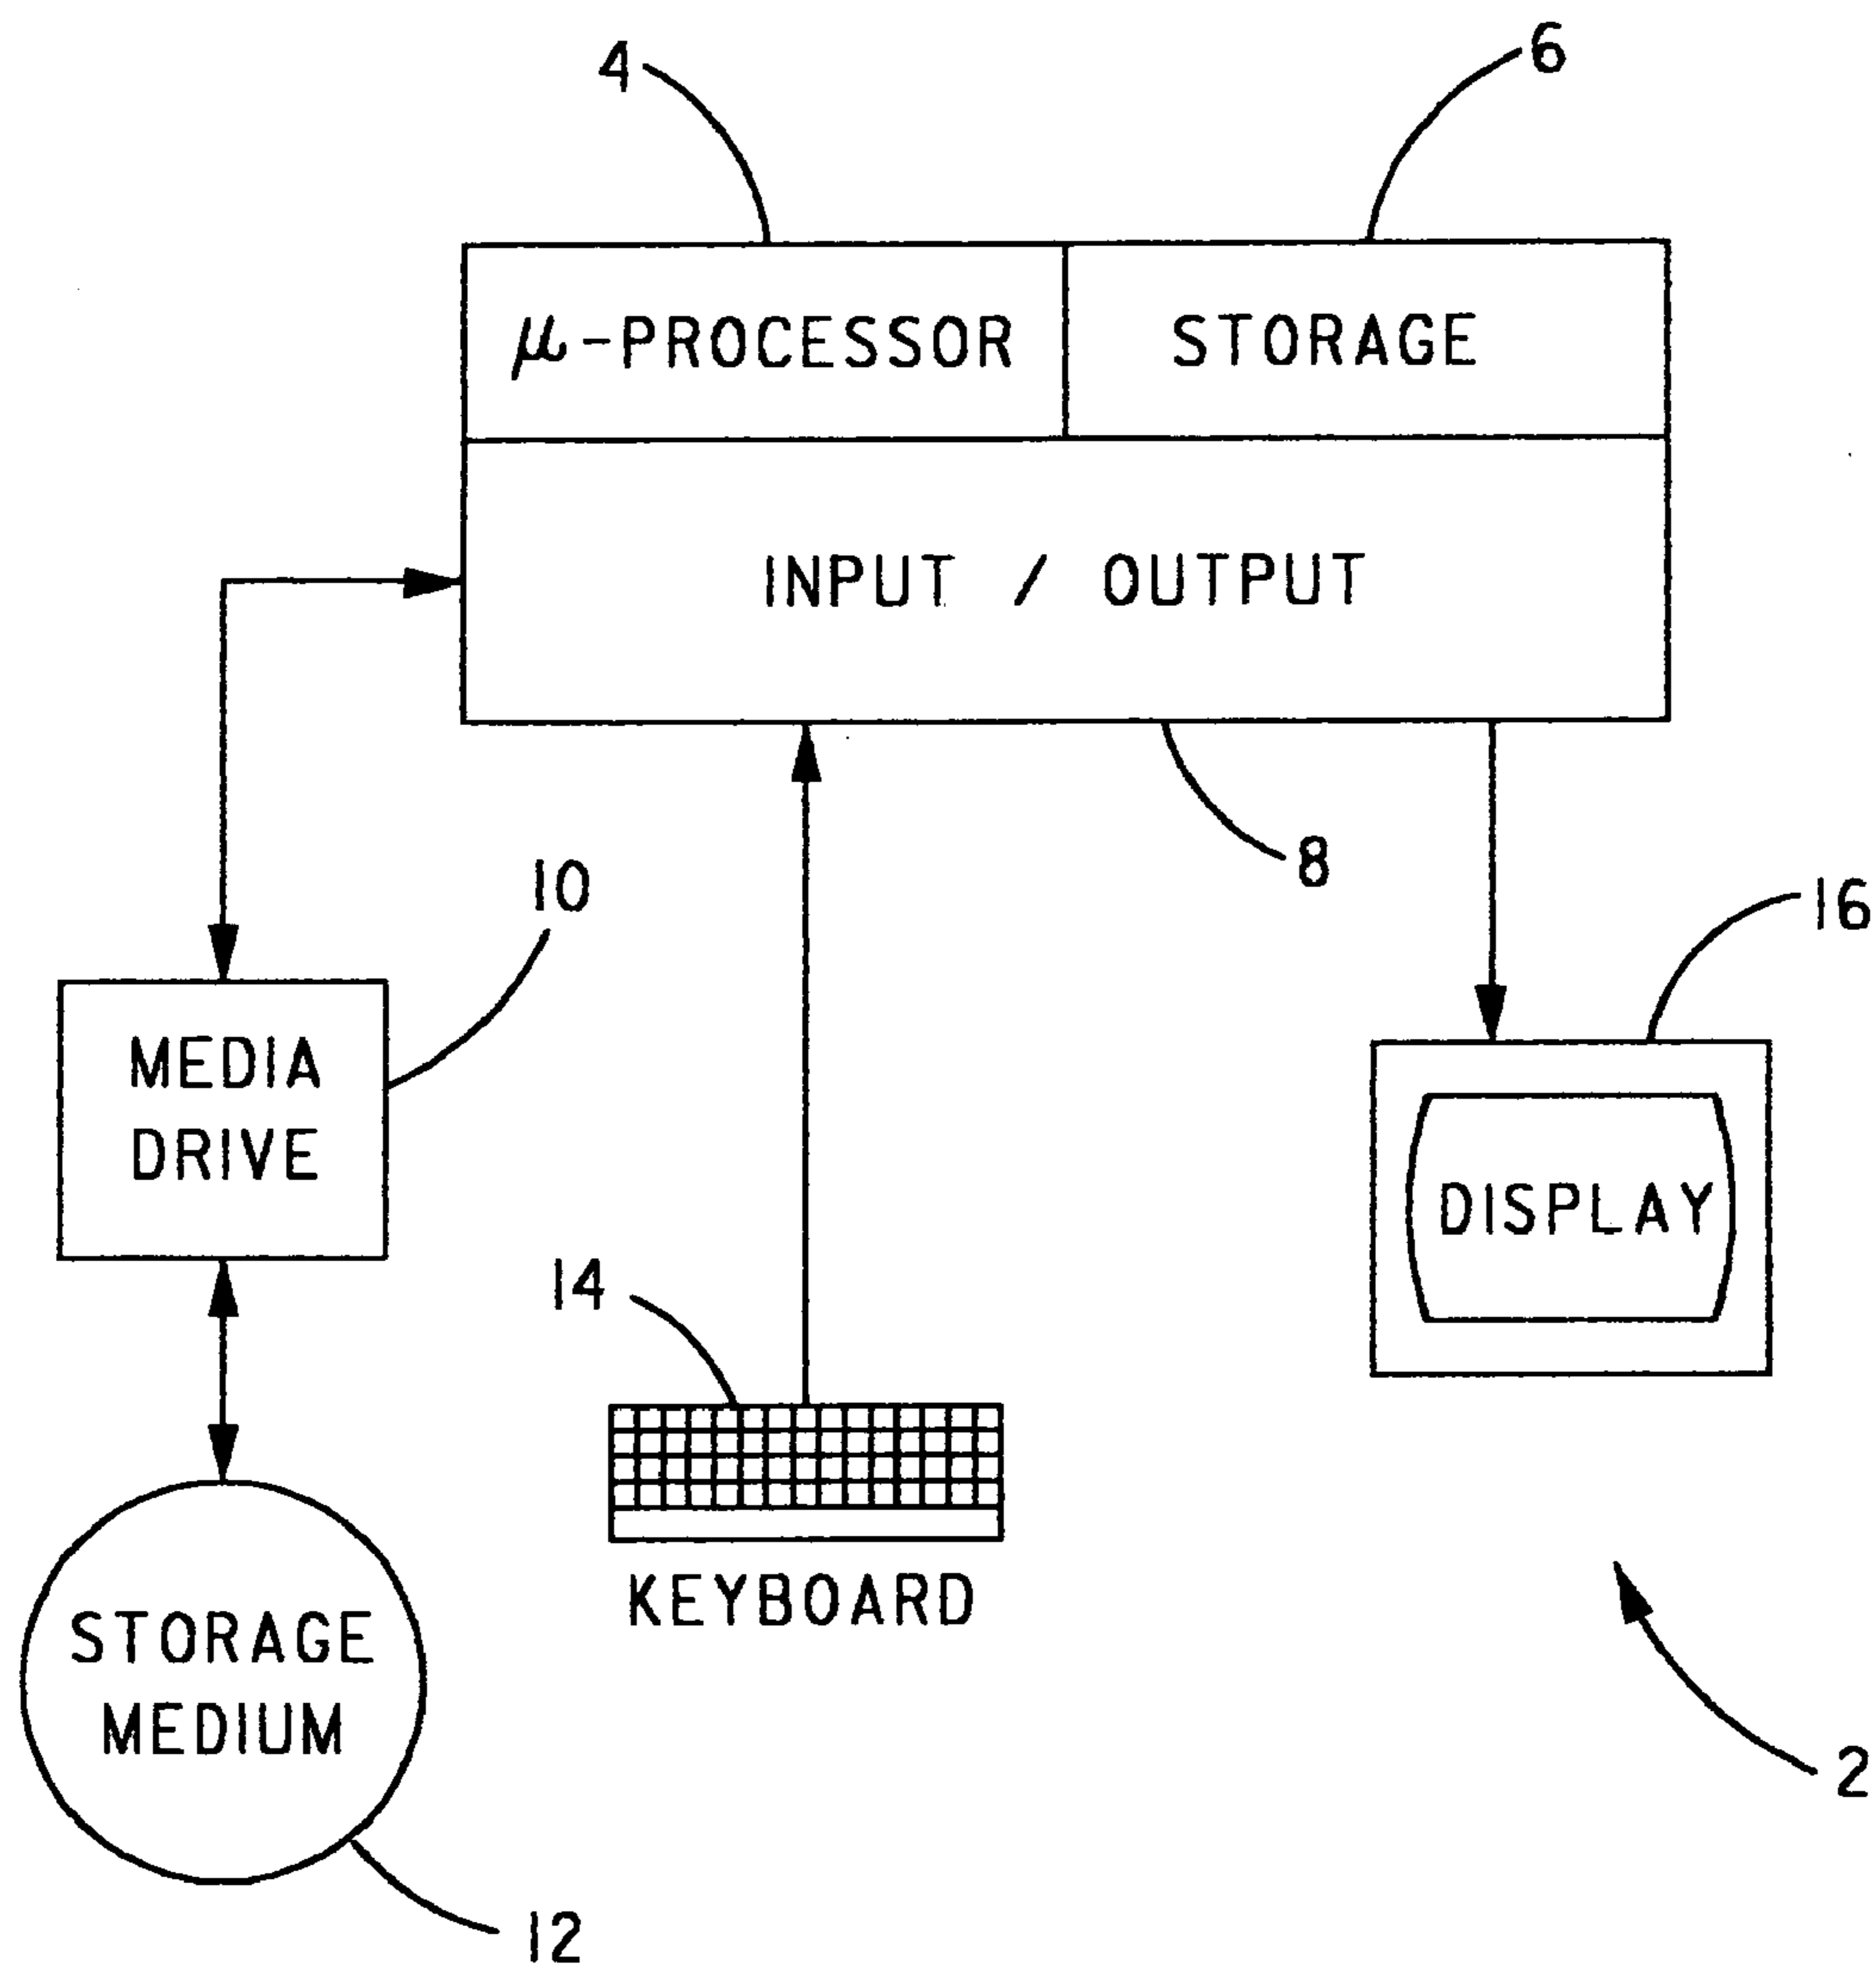 4
6
μ-PROCESSOR
STORAGE
INPUT / OUTPUT
8
10
16
MEDIA
DRIVE
DISPLAY
14
KEYBOARD
STORAGE
MEDIUM
2
12